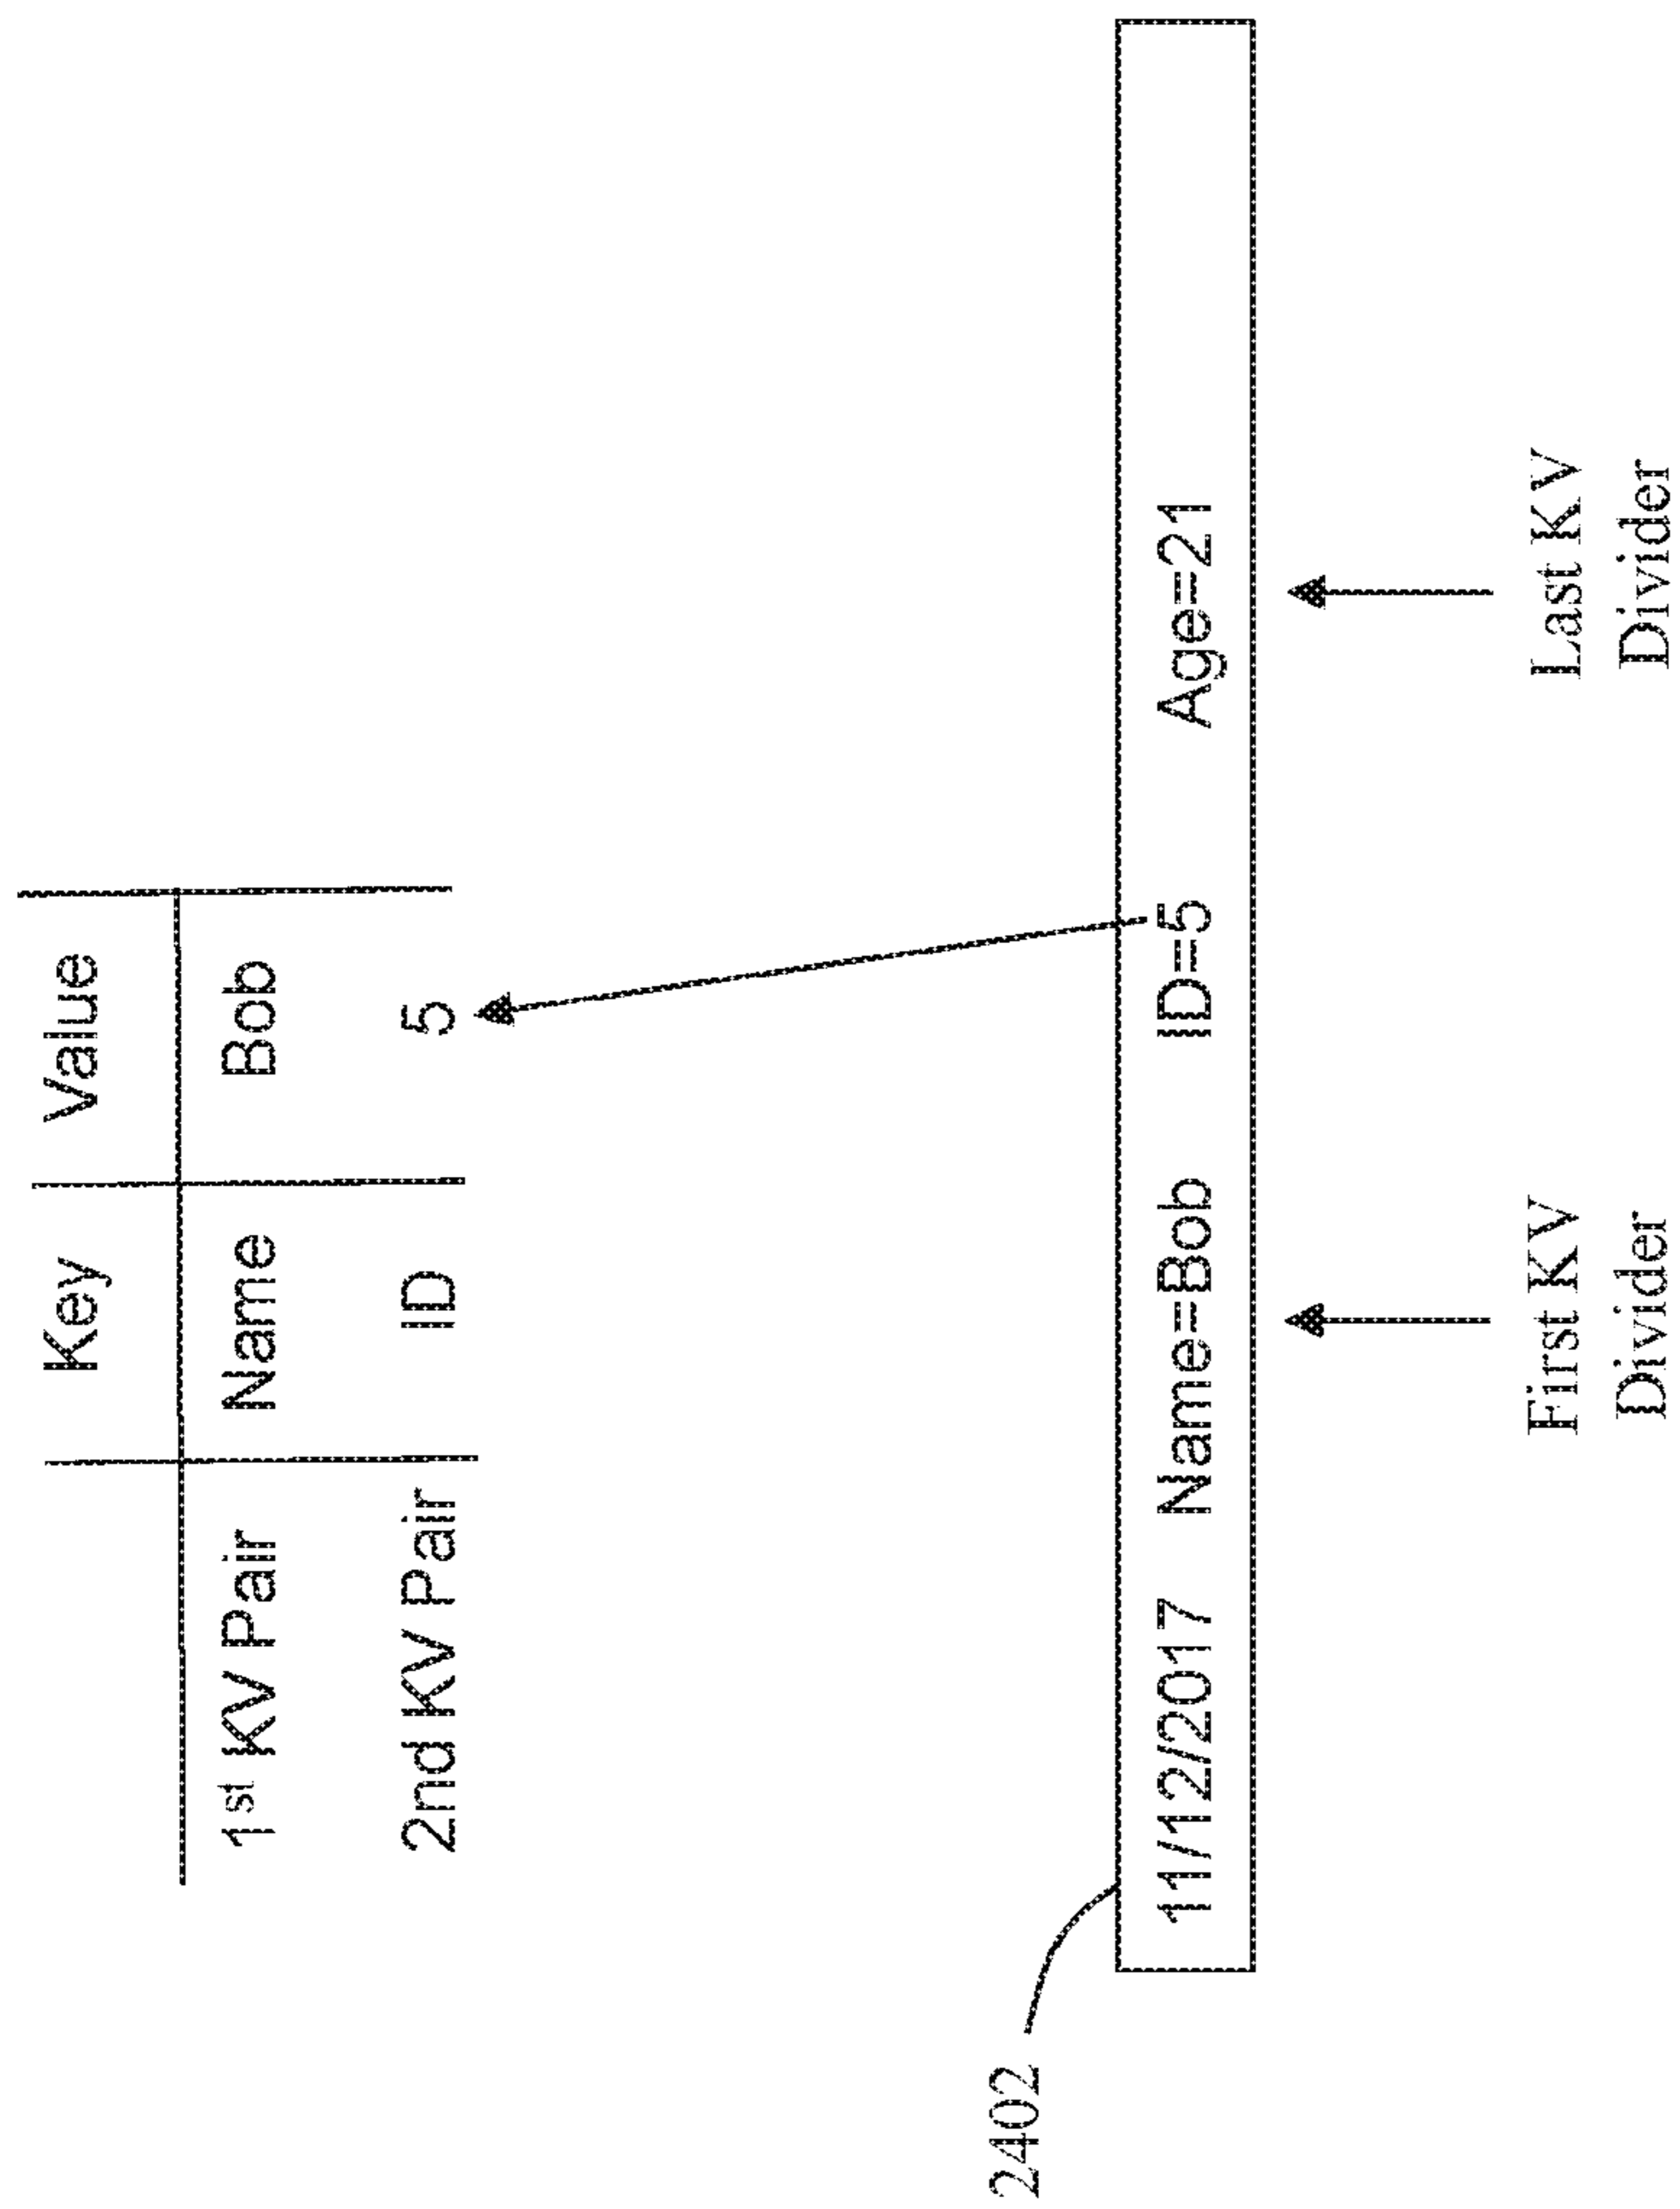 Key Value
1st KV Pair Name Bob
2nd KV Pair ID 5
2402
11/12/2017 Name=Bob ID=5 Age=21
First KV
Divider
Last KV
Divider